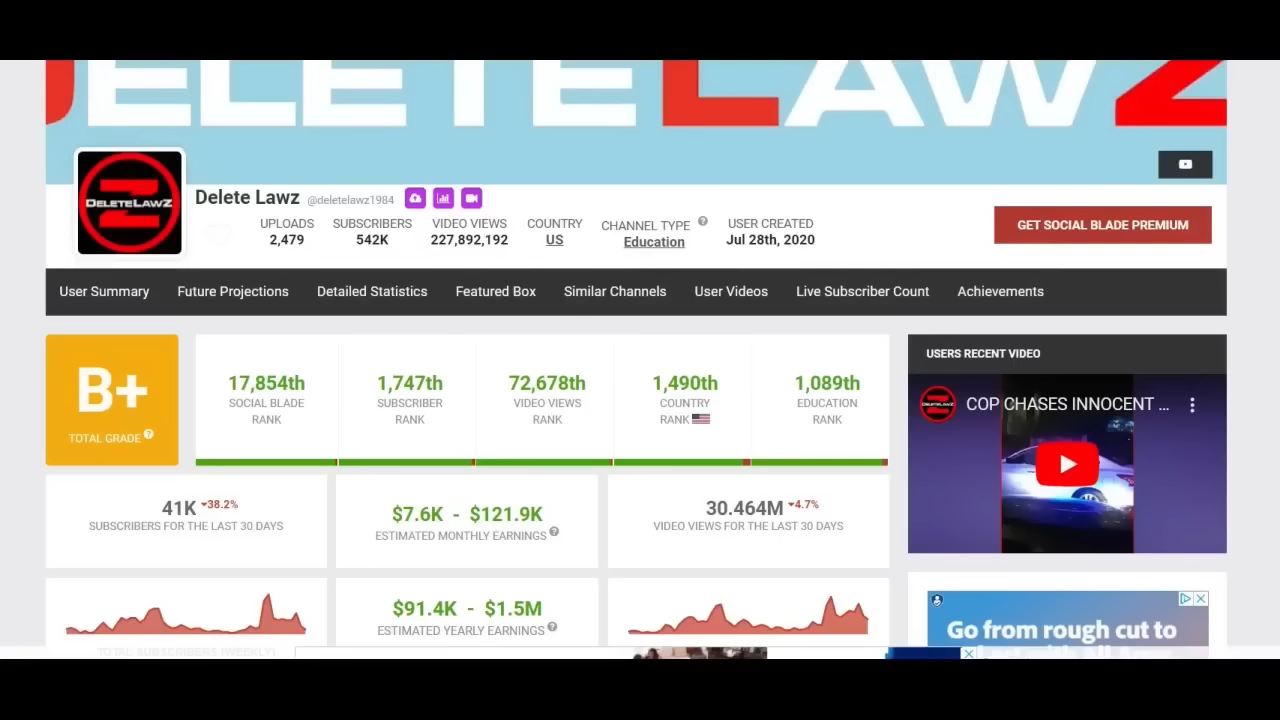 DELETELAWZ
DELETELAWZ
Delete Lawz @deletelawz1984
UPLOADS
2,479
SUBSCRIBERS
542K
VIDEO VIEWS
227,892,192
COUNTRY
US
CHANNEL TYPE
Education
USER CREATED
Jul 28th, 2020
GET SOCIAL BLADE PREMIUM
User Summary
Future Projections
Detailed Statistics
Featured Box
Similar Channels
User Videos
Live Subscriber Count
Achievements
B+
TOTAL GRADE
17,854th
SOCIAL BLADE
RANK
1,747th
SUBSCRIBER
RANK
72,678th
VIDEO VIEWS
RANK
1,490th
COUNTRY
RANK
1,089th
EDUCATION
RANK
USERS RECENT VIDEO
DELETELAWZ
COP CHASES INNOCENT ...
41K 38.2%
SUBSCRIBERS FOR THE LAST 30 DAYS
$7.6K - $121.9K
ESTIMATED MONTHLY EARNINGS
30.464M 4.7%
VIDEO VIEWS FOR THE LAST 30 DAYS
$91.4K - $1.5M
ESTIMATED YEARLY EARNINGS
TOTAL SUBSCRIBERS (WEEKLY)
Go from rough cut to